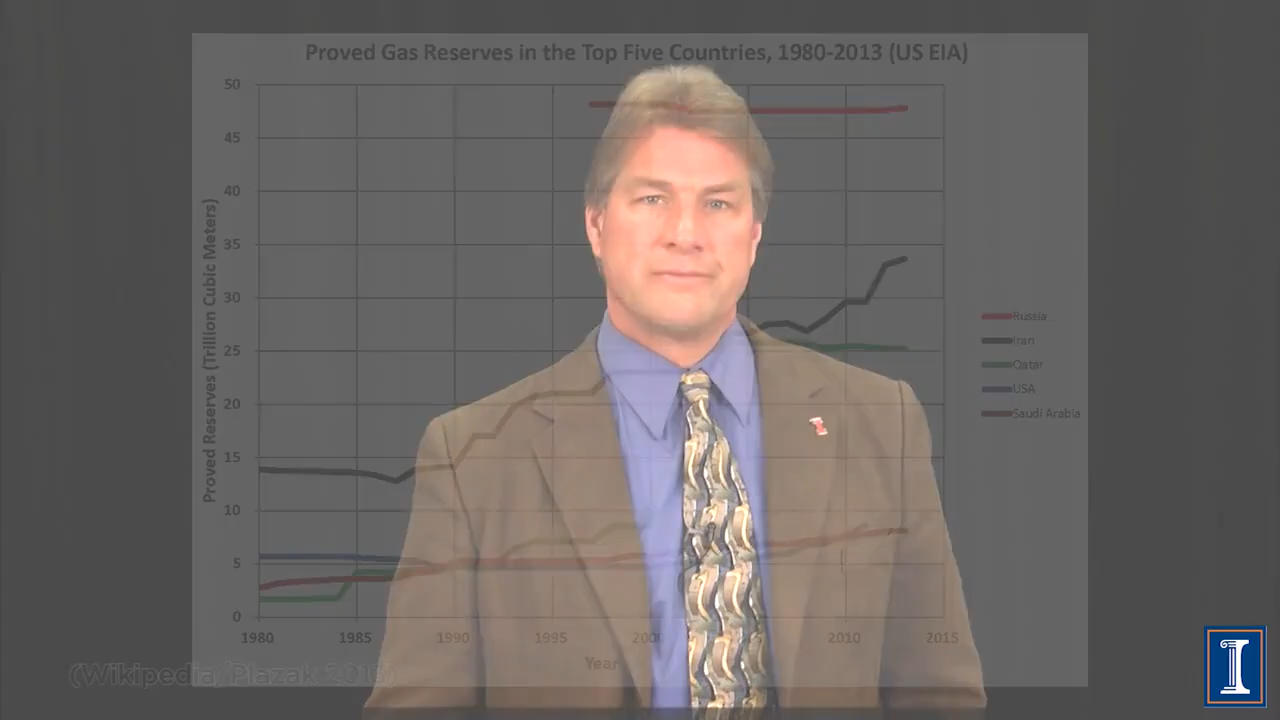 Proved Gas Reserves in the Top Five Countries, 1980-2013 (US EIA)
Proved Reserves (Trillion Cubic Meters)
50
45
40
35
30
25
20
15
10
5
0
1980 1985 1990 1995 2000 2010 2015
Year
Russia
Iran
Qatar
USA
Saudi Arabia
(Wikipedia/Plazak 2015)
I